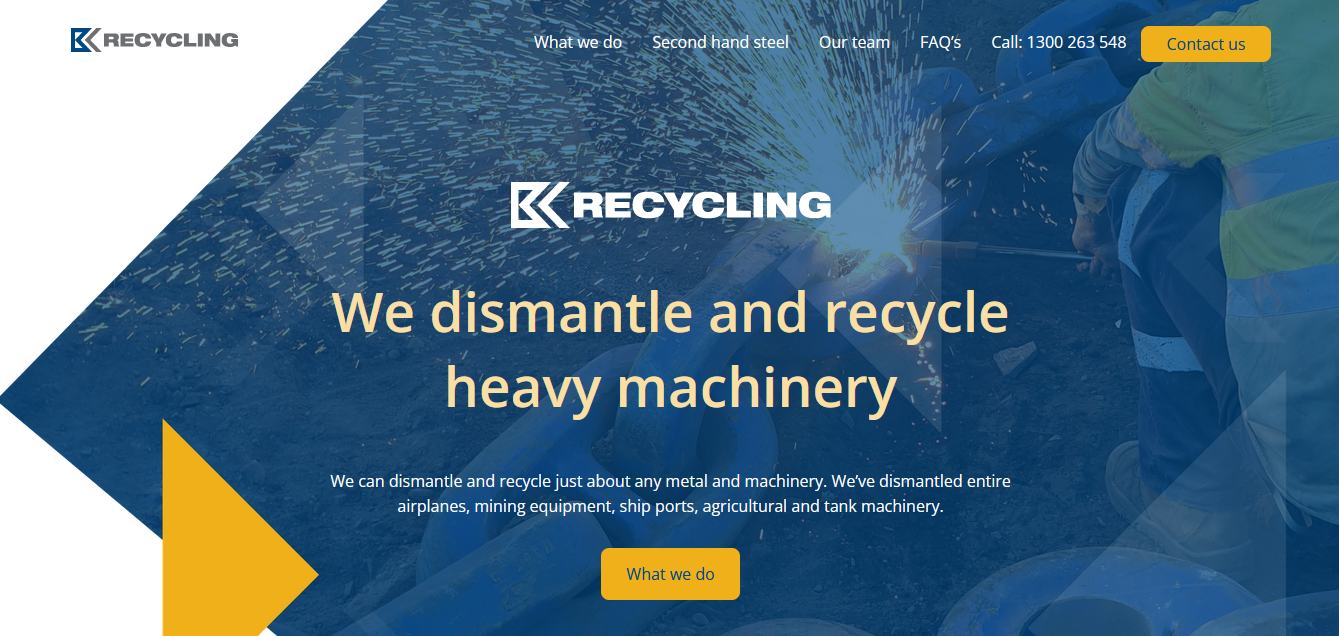 RECYCLING
What we do
Second hand steel
Our team
FAQ’s
Call: 1300 263 548
Contact us
RECYCLING
We dismantle and recycle
heavy machinery
We can dismantle and recycle just about any metal and machinery. We’ve dismantled entire
airplanes, mining equipment, ship ports, agricultural and tank machinery.
What we do